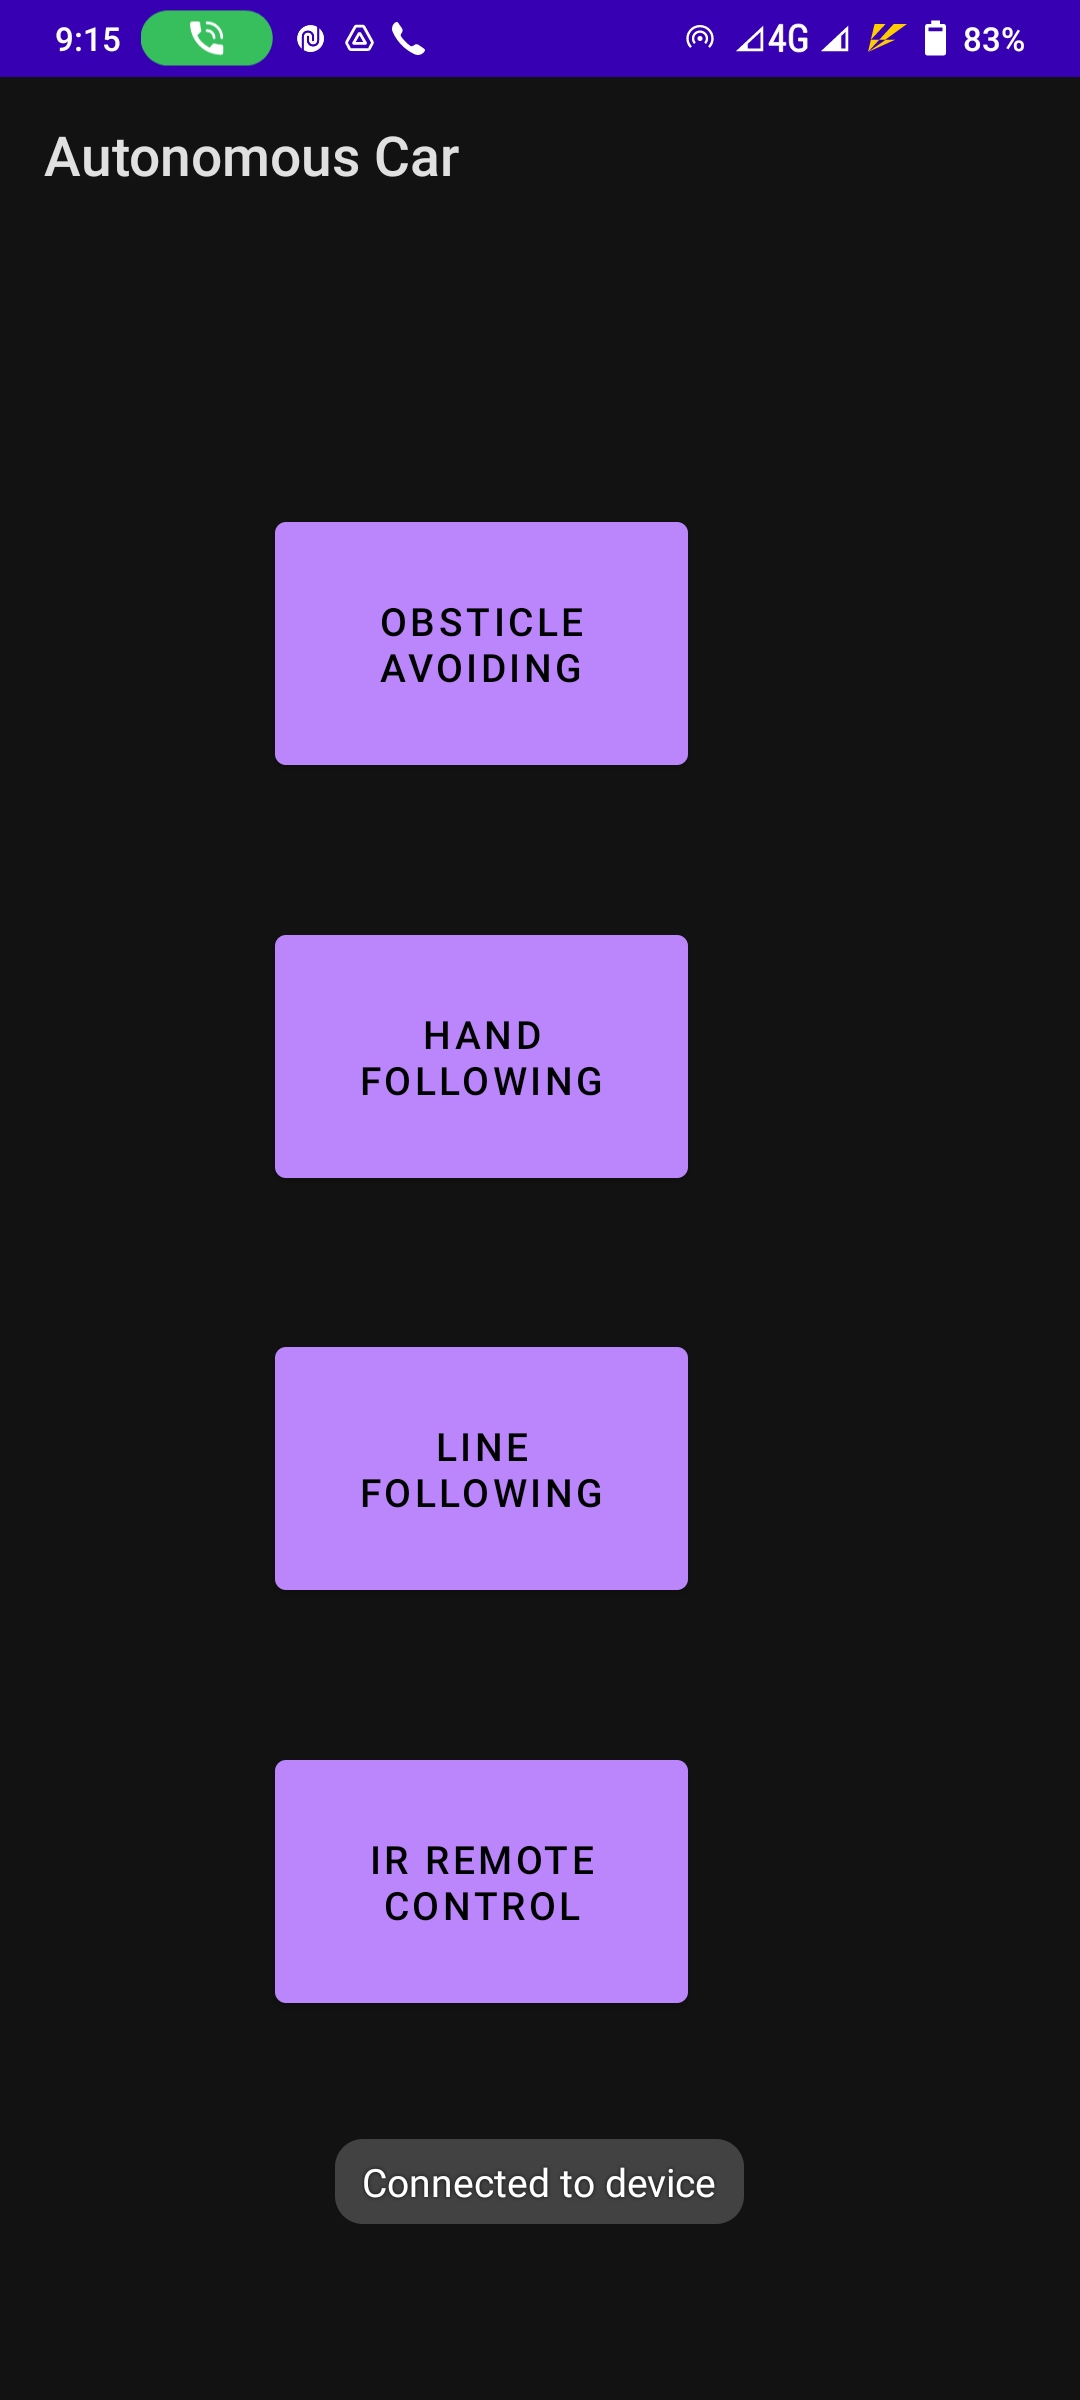 9:15
4G
83%
Autonomous Car
OBSTICLE
AVOIDING
HAND
FOLLOWING
LINE
FOLLOWING
IR REMOTE
CONTROL
Connected to device